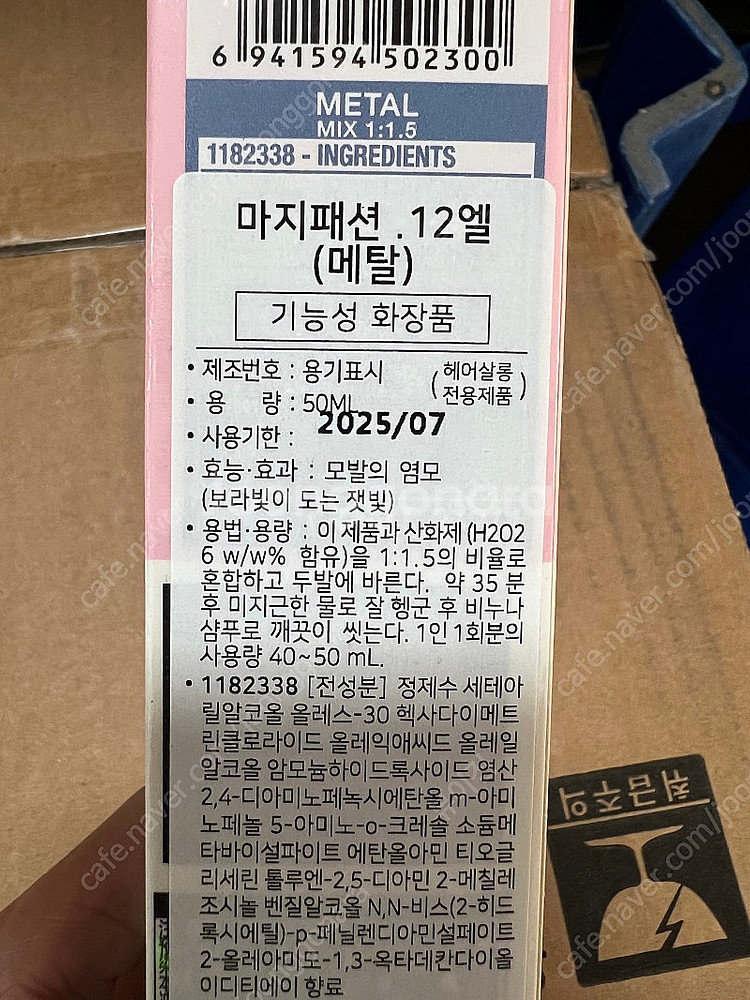 6 941594 502300
METAL
MIX 1:1.5
1182338 - INGREDIENTS
마지패션 .12엘
(메탈)
기능성 화장품
• 제조번호 : 용기표시 (헤어살롱 전용제품)
• 용 량 : 50ML
• 사용기한 : 2025/07
• 효능·효과 : 모발의 염모
(보라빛이 도는 잿빛)
• 용법·용량 : 이 제품과 산화제 (H2O2
6 w/w% 함유)을 1:1.5의 비율로
혼합하고 두발에 바른다. 약 35 분
후 미지근한 물로 잘 헹군 후 비누나
샴푸로 깨끗이 씻는다. 1인 1회분의
사용량 40~50 mL.
• 1182338 [전성분] 정제수 세테아
릴알코올 올레스-30 헥사다이메트
린클로라이드 올레익애씨드 올레일
알코올 암모늄하이드록사이드 염산
2,4-디아미노페녹시에탄올 m-아미
노페놀 5-아미노-o-크레솔 소듐메
타바이설파이트 에탄올아민 티오글
리세린 톨루엔-2,5-디아민 2-메칠레
조시놀 벤질알코올 N,N-비스(2-히드
록시에틸)-p-페닐렌디아민설페이트
2-올레아미도-1,3-옥타데칸다이올
이디티에이 향료
취급주의
cafe.naver.com/joonggonara